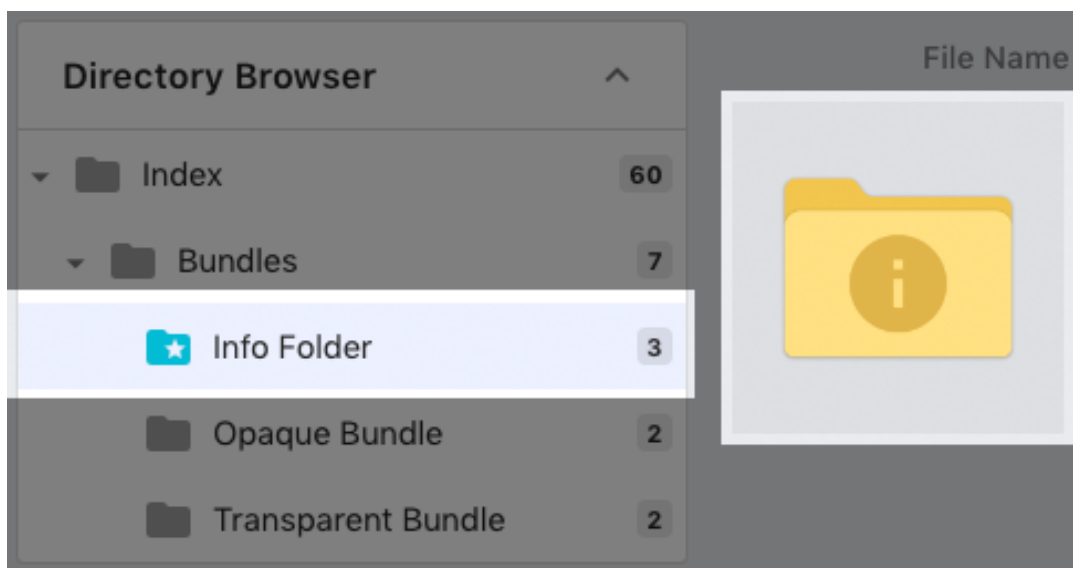 Directory Browser
File Name
Index 60
Bundles 7
Info Folder 3
Opaque Bundle 2
Transparent Bundle 2